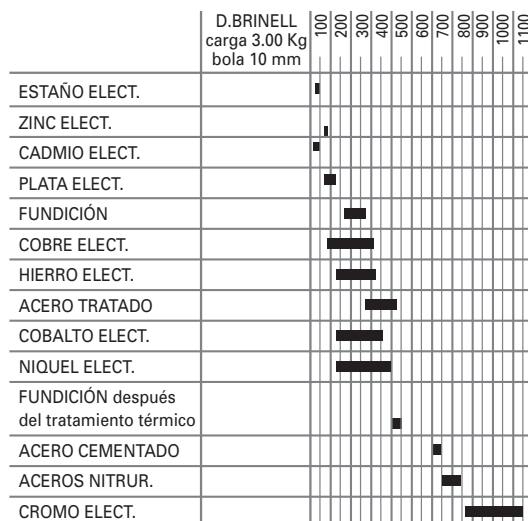 D.BRINELL
carga 3.00 Kg
bola 10 mm
100
200
300
400
500
600
700
800
900
1000
1100
ESTAÑO ELECT.
ZINC ELECT.
CADMIO ELECT.
PLATA ELECT.
FUNDICIÓN
COBRE ELECT.
HIERRO ELECT.
ACERO TRATADO
COBALTO ELECT.
NIQUEL ELECT.
FUNDICIÓN después
del tratamiento térmico
ACERO CEMENTADO
ACEROS NITRUR.
CROMO ELECT.